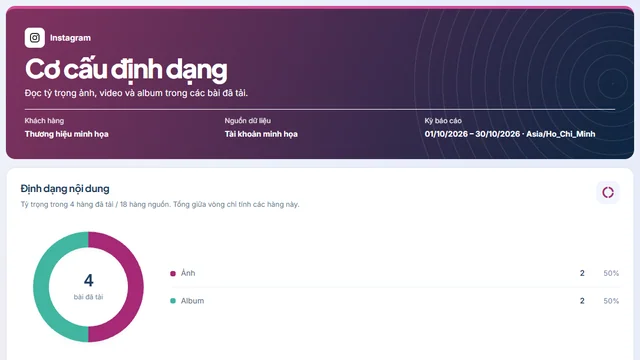 Instagram
Cơ cấu định dạng
Đọc tỷ trọng ảnh, video và album trong các bài đã tải.
Khách hàng
Thương hiệu minh họa
Nguồn dữ liệu
Tài khoản minh họa
Kỳ báo cáo
01/10/2026 – 30/10/2026 · Asia/Ho_Chi_Minh
Định dạng nội dung
Tỷ trọng trong 4 hàng đã tải / 18 hàng nguồn. Tổng giữa vòng chỉ tính các hàng này.
4
bài đã tải
Ảnh 2 50%
Album 2 50%